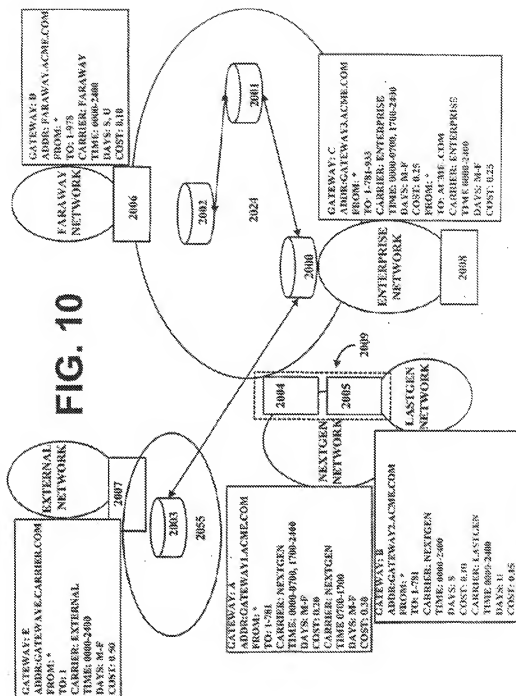 FIG. 10
GATEWAY: E
ADDR:GATEWAYE.CARRIER.COM
FROM: *
TO: 1
CARRIER: EXTERNAL
TIME: 0000-2400
DAYS: M-F
COST: 0.50
EXTERNAL
NETWORK
2007
2003
2055
FARAWAY
NETWORK
2006
GATEWAY: D
ADDR: FARAWAY.ACME.COM
FROM: *
TO: 1-978
CARRIER: FARAWAY
TIME: 0000-2400
DAYS: S, U
COST: 0.10
2002
2001
2024
2000
GATEWAY: A
ADDR:GATEWAY1.ACME.COM
FROM: *
TO: 1-781
CARRIER: NEXTGEN
TIME: 0000-0700, 1700-2400
DAYS: M-F
COST: 0.20
CARRIER: NEXTGEN
TIME 0700-1700
DAYS: M-F
COST: 0.30
NEXTGEN
NETWORK
2004
2005
2009
LASTGEN
NETWORK
GATEWAY: B
ADDR:GATEWAY2.ACME.COM
FROM: *
TO: 1-781
CARRIER: NEXTGEN
TIME: 0000-2400
DAYS: S
COST:
CARRIER: LASTGEN
TIME 0000-2400
DAYS: U
COST:
ENTERPRISE
NETWORK
2008
GATEWAY: C
ADDR:GATEWAY3.ACME.COM
FROM: *
TO: 1-781-933
CARRIER: ENTERPRISE
TIME: 0000-0700, 1700-2400
DAYS: M-F
COST: 0.25
FROM: *
TO: ACME.COM
CARRIER: ENTERPRISE
TIME 0000-2400
DAYS: M-F
COST: 0.25